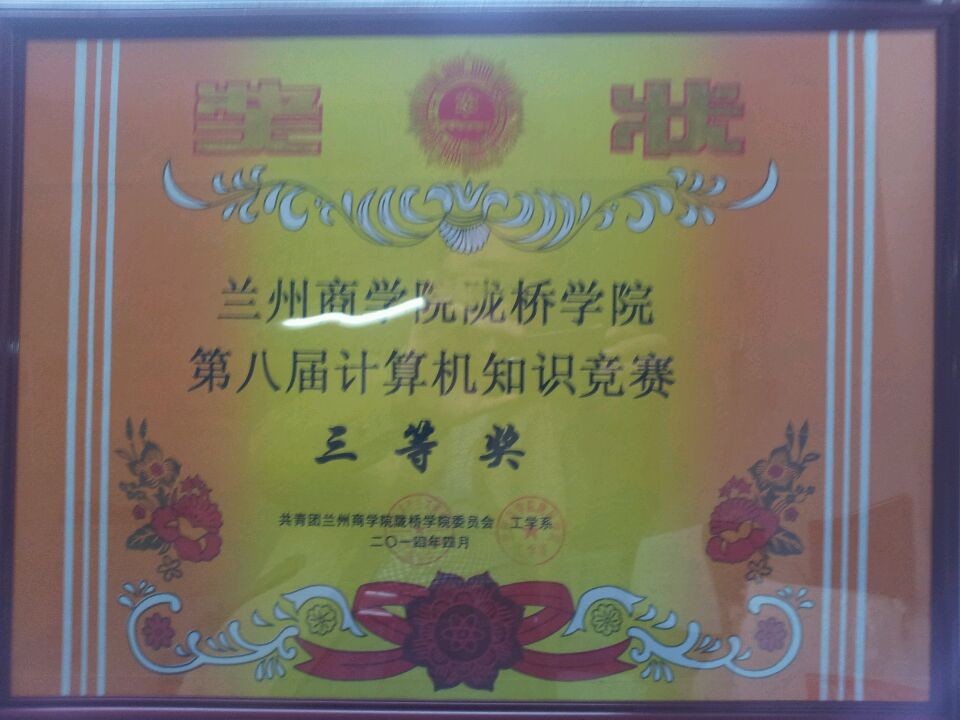 奖状
兰州商学院陇桥学院
第八届计算机知识竞赛
三等奖
共青团兰州商学院陇桥学院委员会 工学系
二〇一四年四月